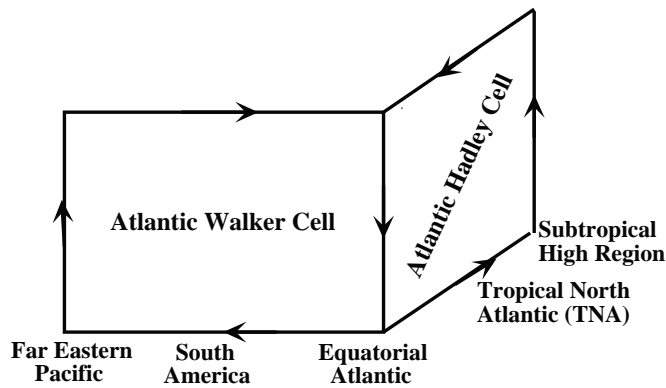 Atlantic Walker Cell
Atlantic Hadley Cell
Subtropical
High Region
Tropical North
Atlantic (TNA)
Far Eastern
Pacific
South
America
Equatorial
Atlantic